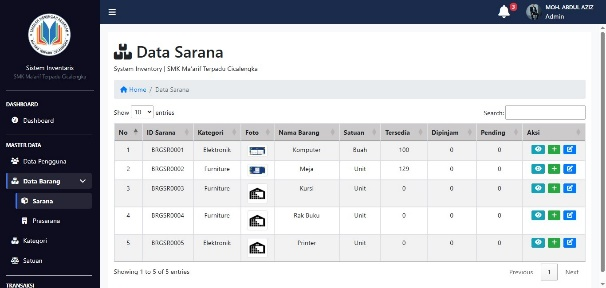 MOH. ABDUL AZIZ
Admin
3
Sistem Inventaris
SMK Ma'arif Terpadu Cicalengka
DASHBOARD
Dashboard
MASTER DATA
Data Pengguna
Data Barang
Sarana
Prasarana
Kategori
Satuan
TRANSAKSI
Data Sarana
System Inventory | SMK Ma'arif Terpadu Cicalengka
Home / Data Sarana
Show 10 entries Search:
No ID Sarana Kategori Foto Nama Barang Satuan Tersedia Dipinjam Pending Aksi
1 BRGSR0001 Elektronik Komputer Buah 100 0 0
2 BRGSR0002 Furniture Meja Unit 129 0 0
3 BRGSR0003 Furniture Kursi Unit 0 0 0
4 BRGSR0004 Furniture Rak Buku Unit 0 0 0
5 BRGSR0005 Elektronik Printer Unit 0 0 0
Showing 1 to 5 of 5 entries Previous 1 Next